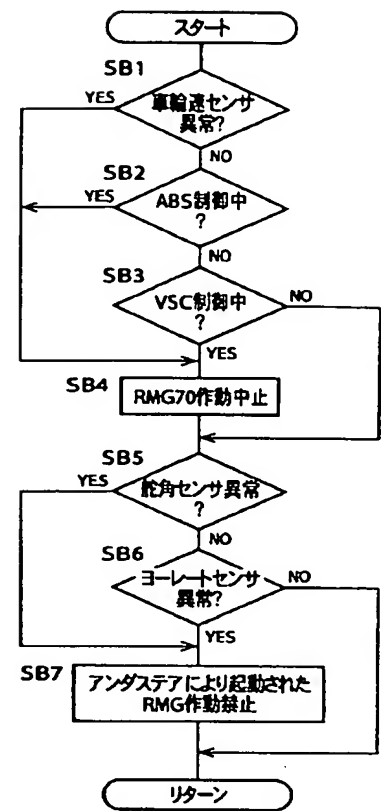 スタート
SB1
YES
車輪速センサ
異常?
NO
SB2
YES
ABS制御中
?
NO
SB3
VSC制御中
?
NO
YES
SB4
RMG70作動中止
SB5
YES
舵角センサ異常
?
NO
SB6
ヨーレートセンサ
異常?
NO
YES
SB7
アンダステアにより起動された
RMG作動禁止
リターン